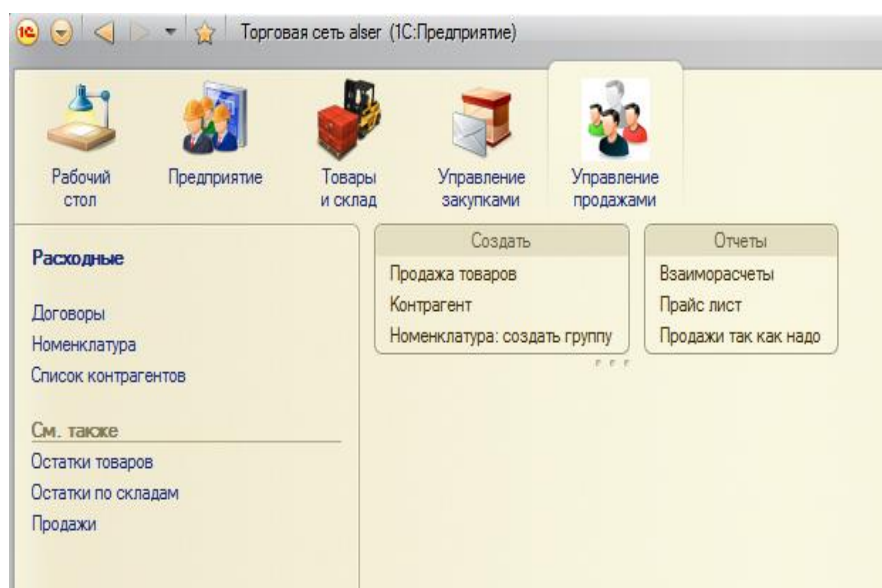 1С Торговая сеть alser (1С:Предприятие)
Рабочий стол
Предприятие
Товары и склад
Управление закупками
Управление продажами
Расходные
Договоры
Номенклатура
Список контрагентов
См. также
Остатки товаров
Остатки по складам
Продажи
Создать
Продажа товаров
Контрагент
Номенклатура: создать группу
Отчеты
Взаиморасчеты
Прайс лист
Продажи так как надо